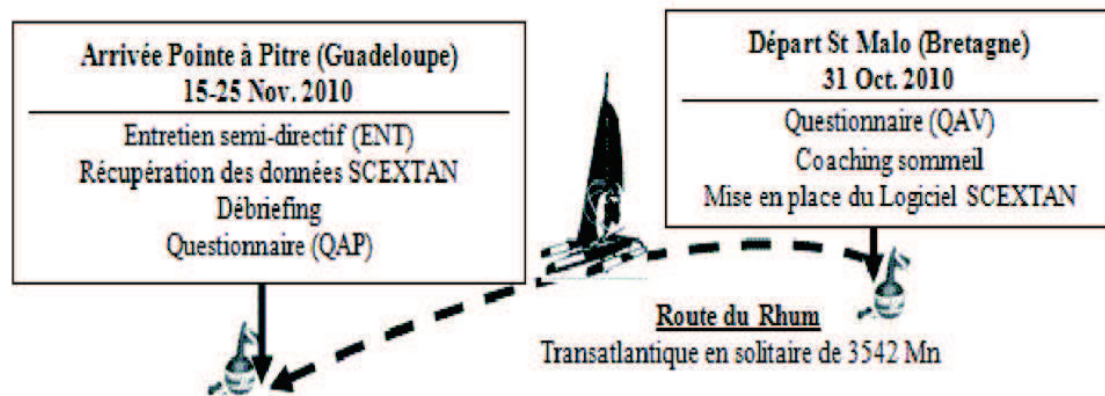 Arrivée Pointe à Pitre (Guadeloupe)
15-25 Nov. 2010
Entretien semi-directif (ENT)
Récupération des données SCEXTAN
Débriefing
Questionnaire (QAP)
Départ St Malo (Bretagne)
31 Oct. 2010
Questionnaire (QAV)
Coaching sommeil
Mise en place du Logiciel SCEXTAN
Route du Rhum
Transatlantique en solitaire de 3542 Mn